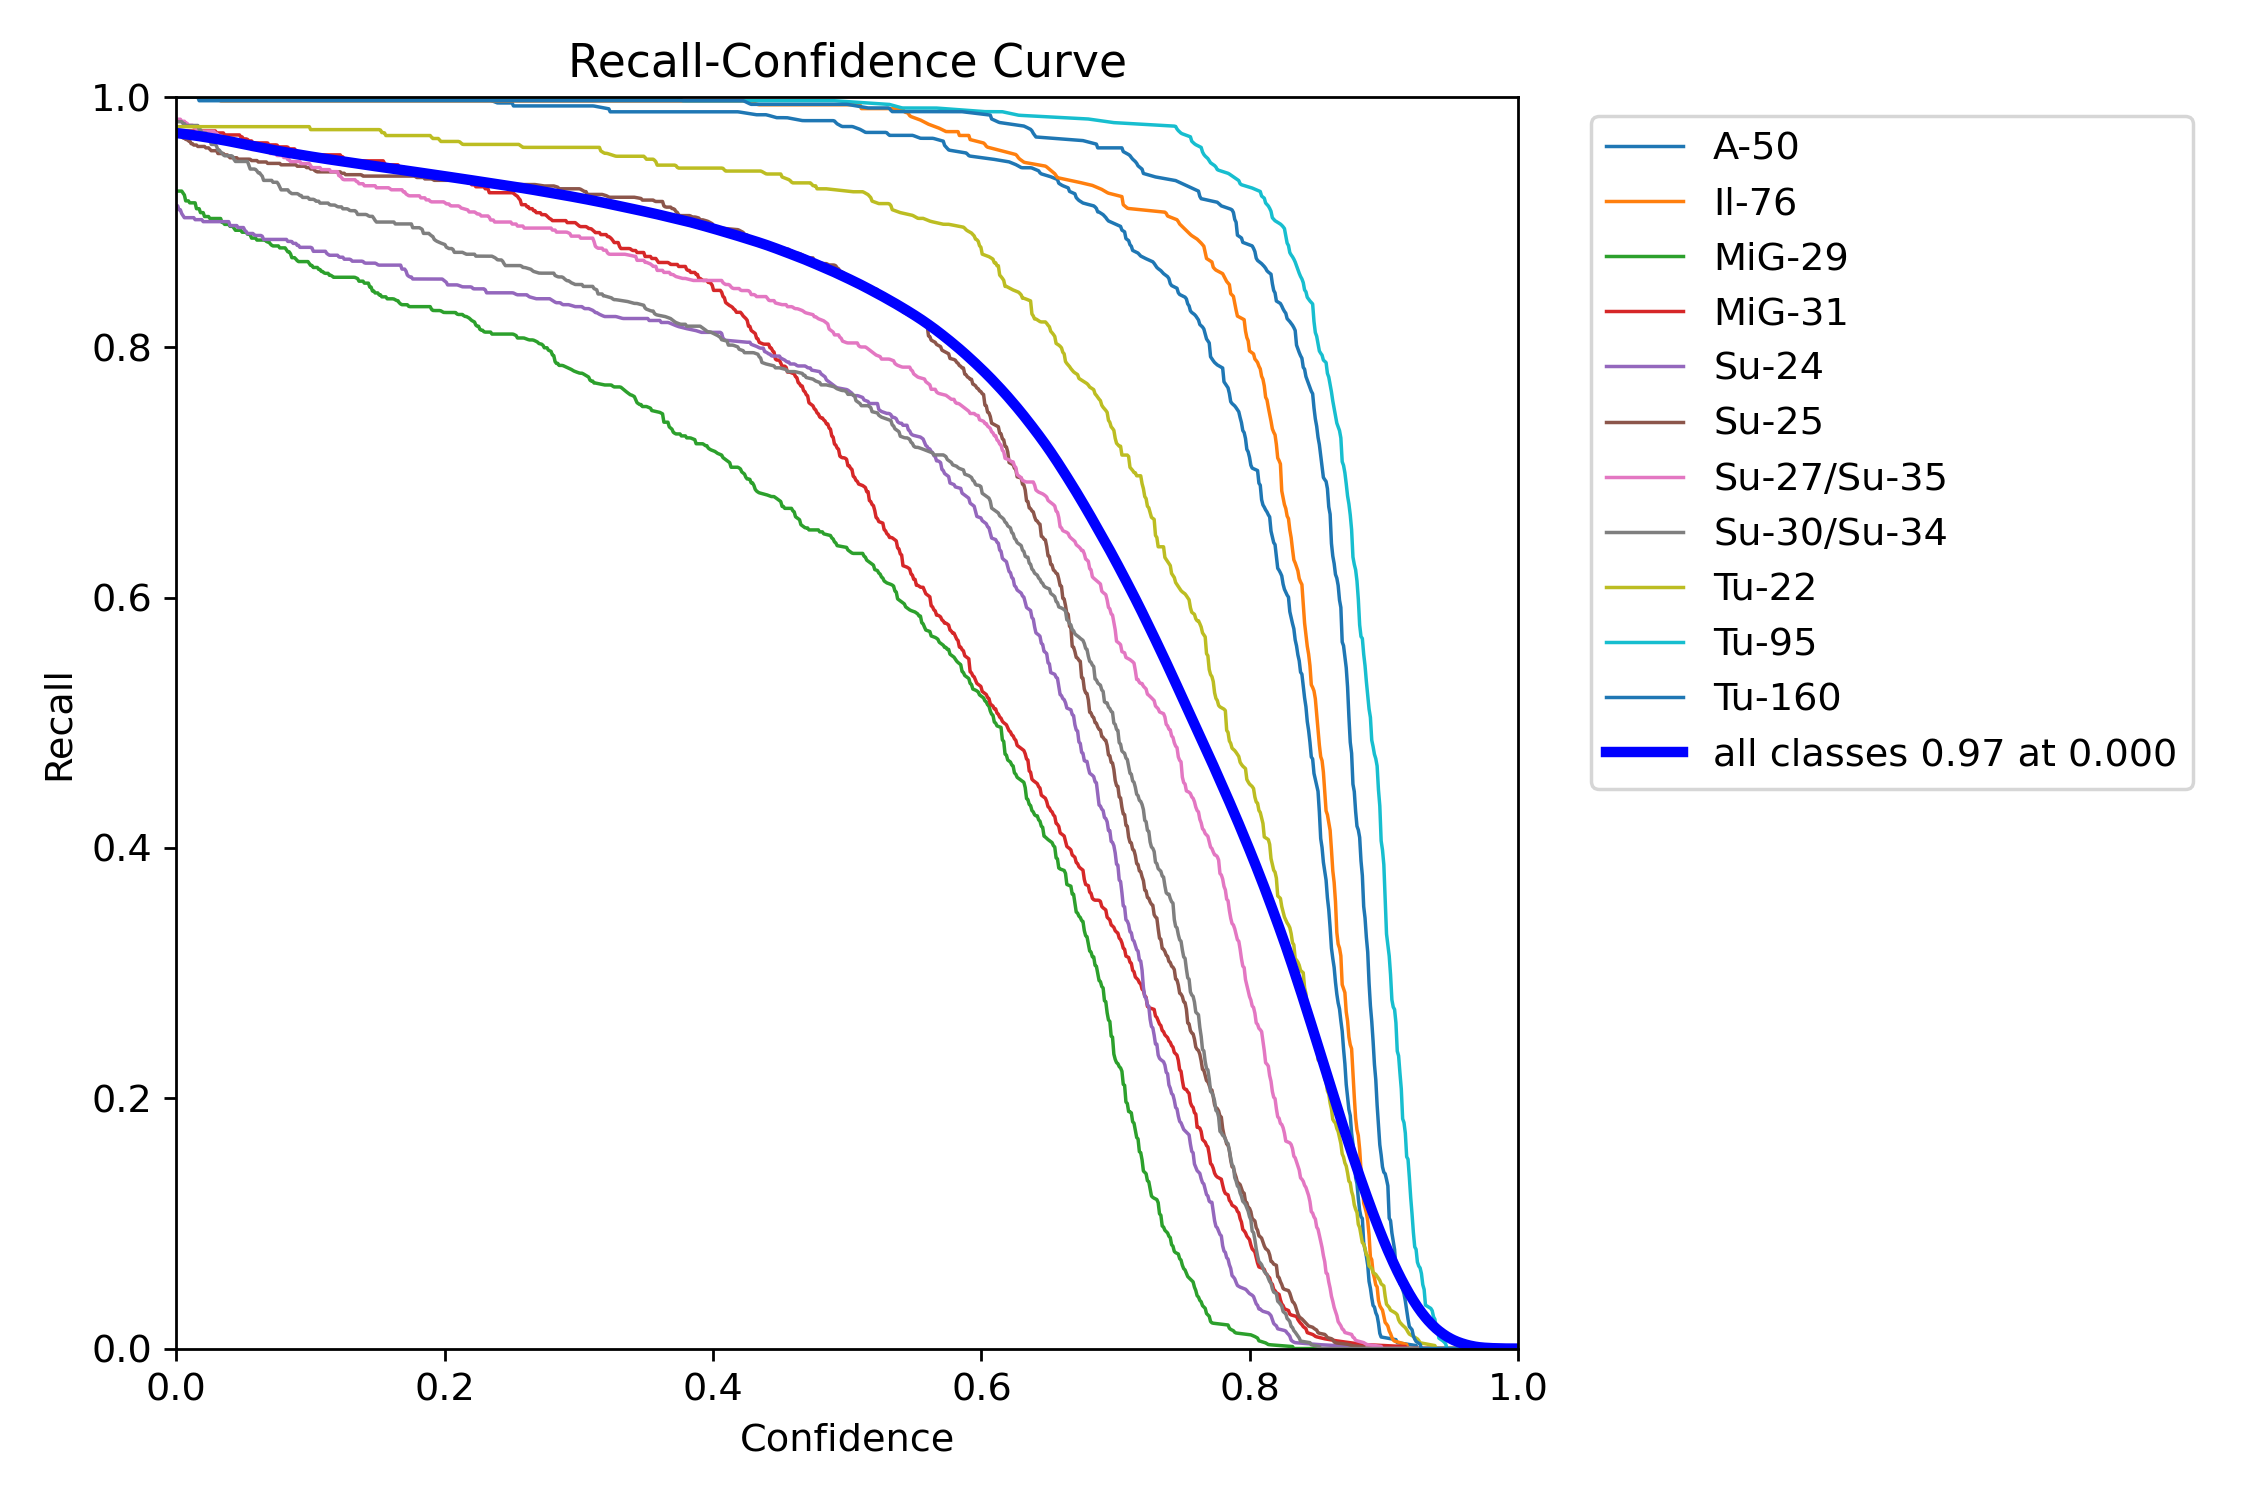 Recall-Confidence Curve
1.0
0.8
0.6
0.4
0.2
0.0
Recall
0.0 0.2 0.4 0.6 0.8 1.0
Confidence
A-50
Il-76
MiG-29
MiG-31
Su-24
Su-25
Su-27/Su-35
Su-30/Su-34
Tu-22
Tu-95
Tu-160
all classes 0.97 at 0.000